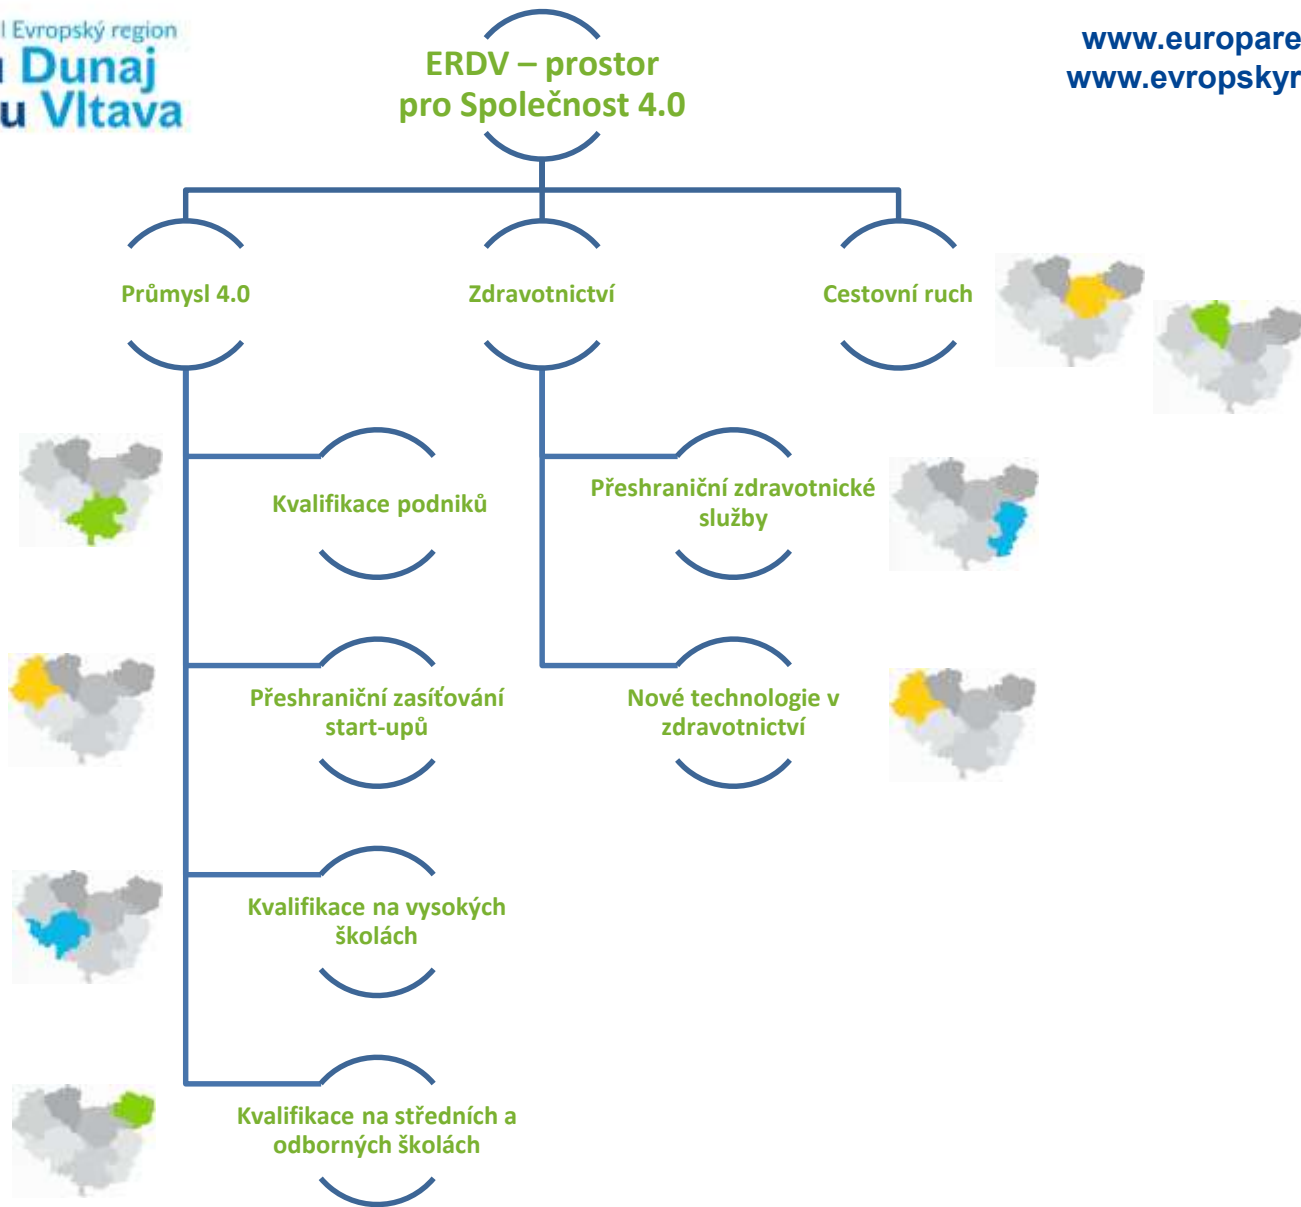 Evropský region
Dunaj
Vltava
www.europare
www.evropskyr
ERDV – prostor
pro Společnost 4.0
Průmysl 4.0
Zdravotnictví
Cestovní ruch
Kvalifikace podniků
Přeshraniční zdravotnické
služby
Přeshraniční zasíťování
start-upů
Nové technologie v
zdravotnictví
Kvalifikace na vysokých
školách
Kvalifikace na středních a
odborných školách